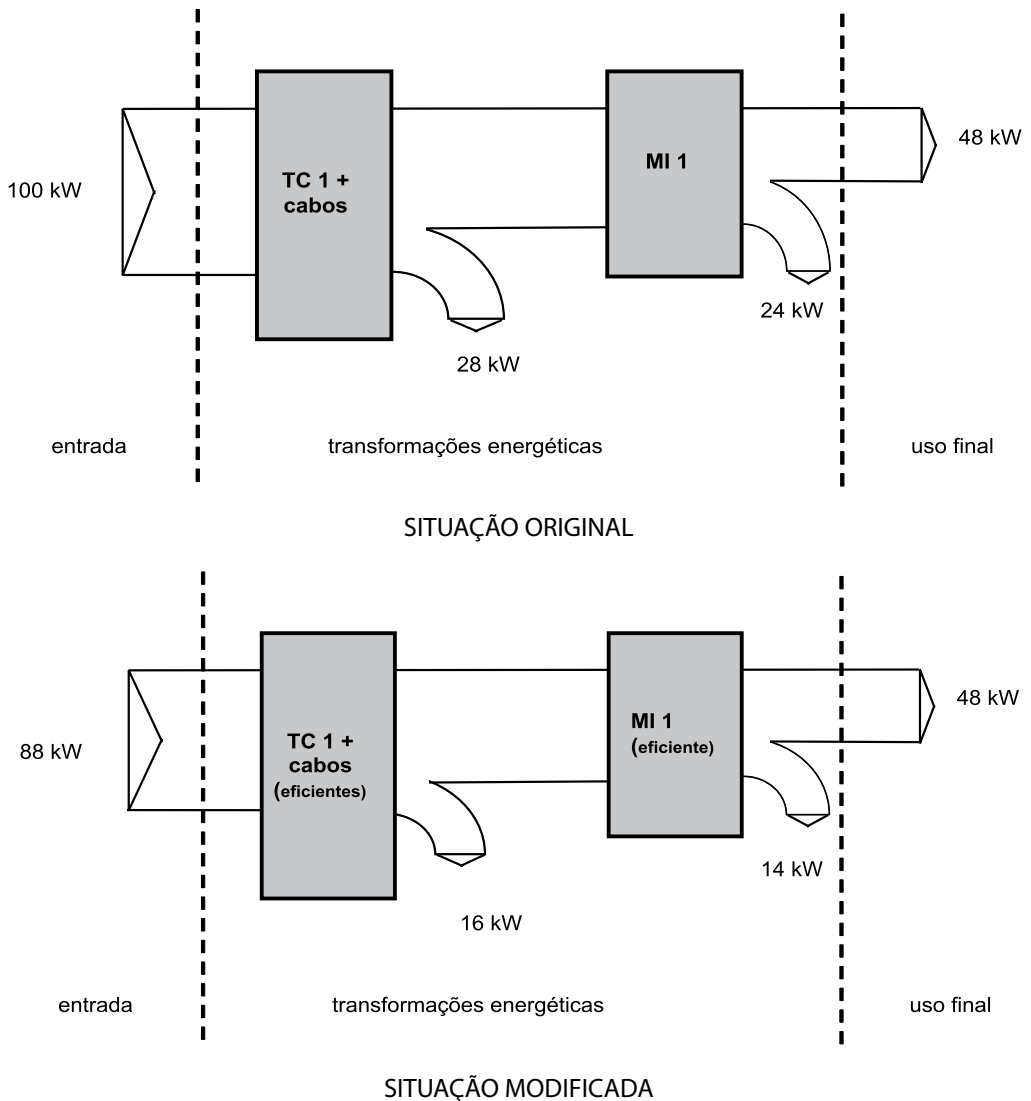 TC 1 +
cabos
MI 1
100 kW
48 kW
28 kW
24 kW
entrada
transformações energéticas
uso final
SITUAÇÃO ORIGINAL
TC 1 +
cabos
(eficientes)
MI 1
(eficiente)
88 kW
48 kW
16 kW
14 kW
entrada
transformações energéticas
uso final
SITUAÇÃO MODIFICADA